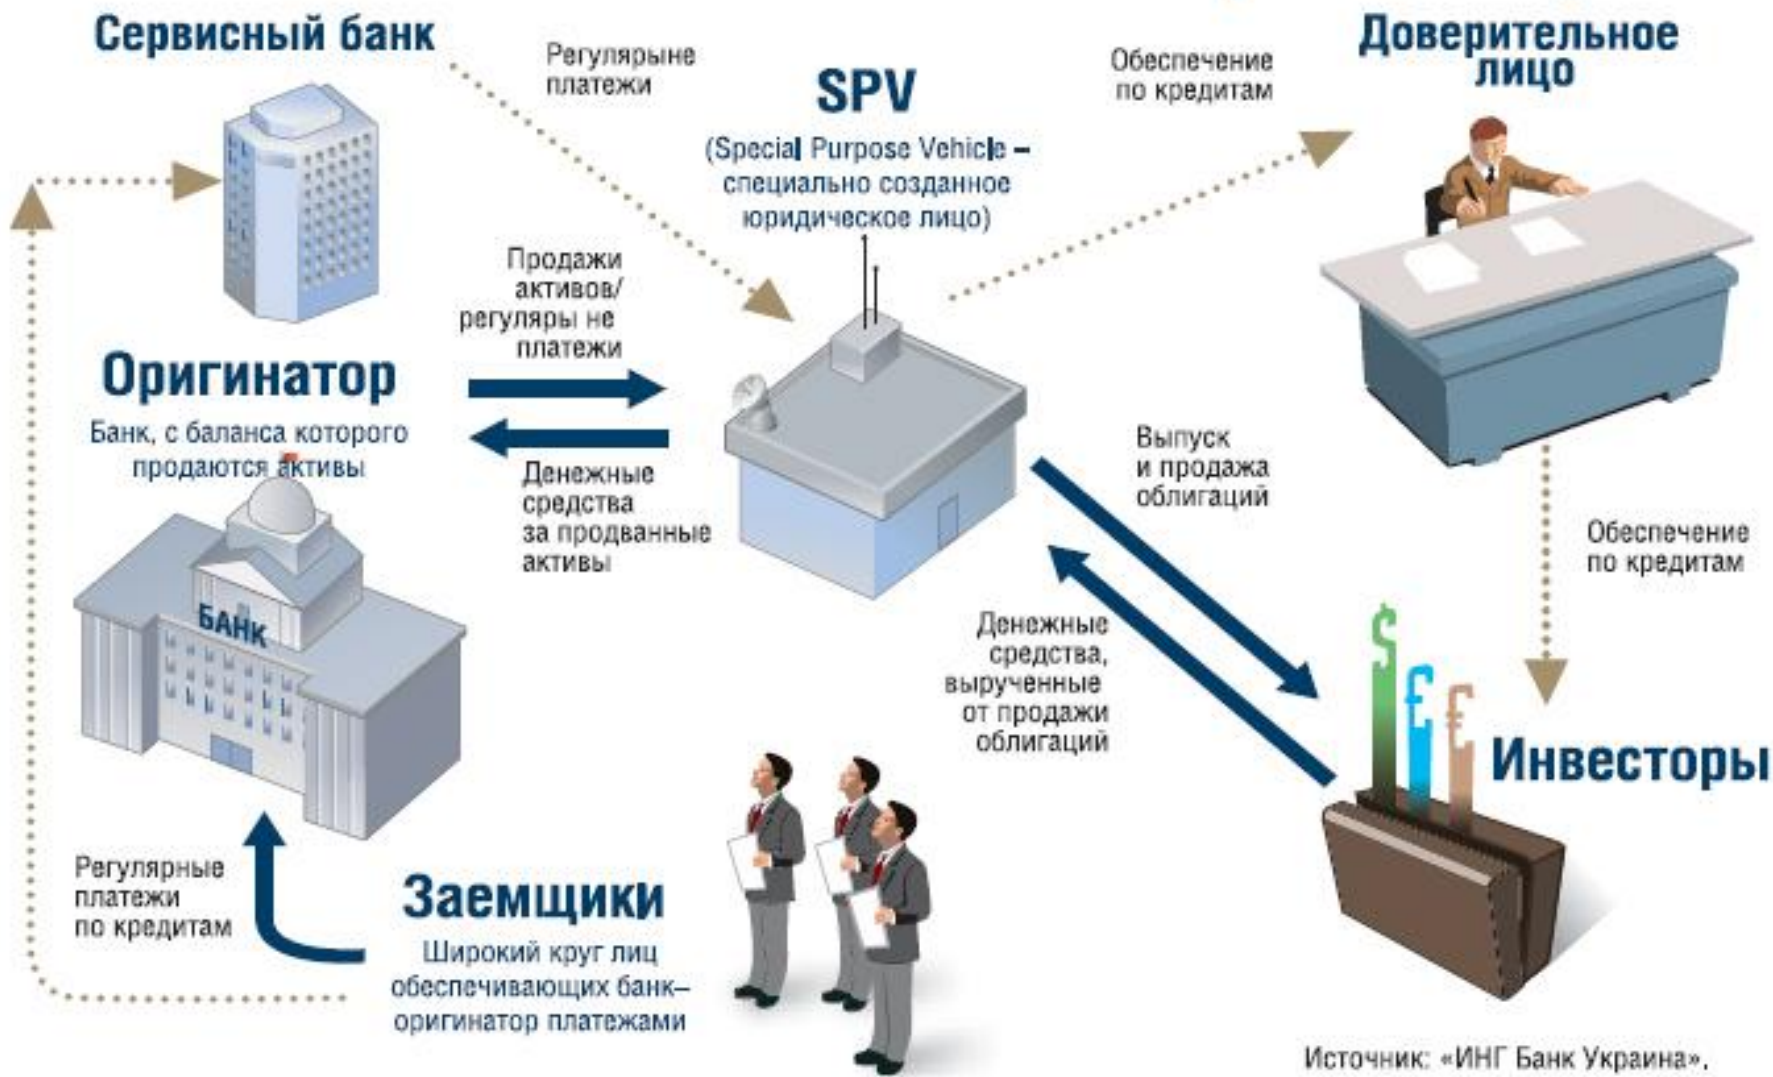 Сервисный банк
Регулярыне
платежи
SPV
(Special Purpose Vehicle –
специально созданное
юридическое лицо)
Обеспечение
по кредитам
Доверительное
лицо
Продажи
активов/
регуляры не
платежи
Оригинатор
Банк, с баланса которого
продаются активы
Денежные
средства
за продванные
активы
БАНК
Выпуск
и продажа
облигаций
Обеспечение
по кредитам
Денежные
средства,
вырученные
от продажи
облигаций
$
£
€
Инвесторы
Регулярные
платежи
по кредитам
Заемщики
Широкий круг лиц
обеспечивающих банк–
оригинатор платежами
Источник: «ИНГ Банк Украина».